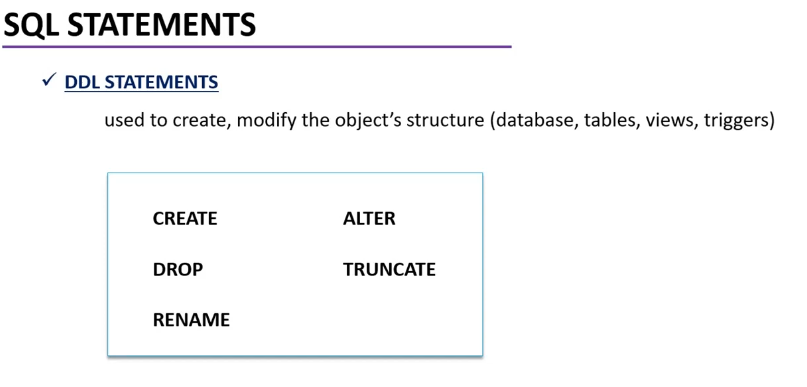 SQL STATEMENTS
✓ DDL STATEMENTS
used to create, modify the object's structure (database, tables, views, triggers)
CREATE ALTER
DROP TRUNCATE
RENAME